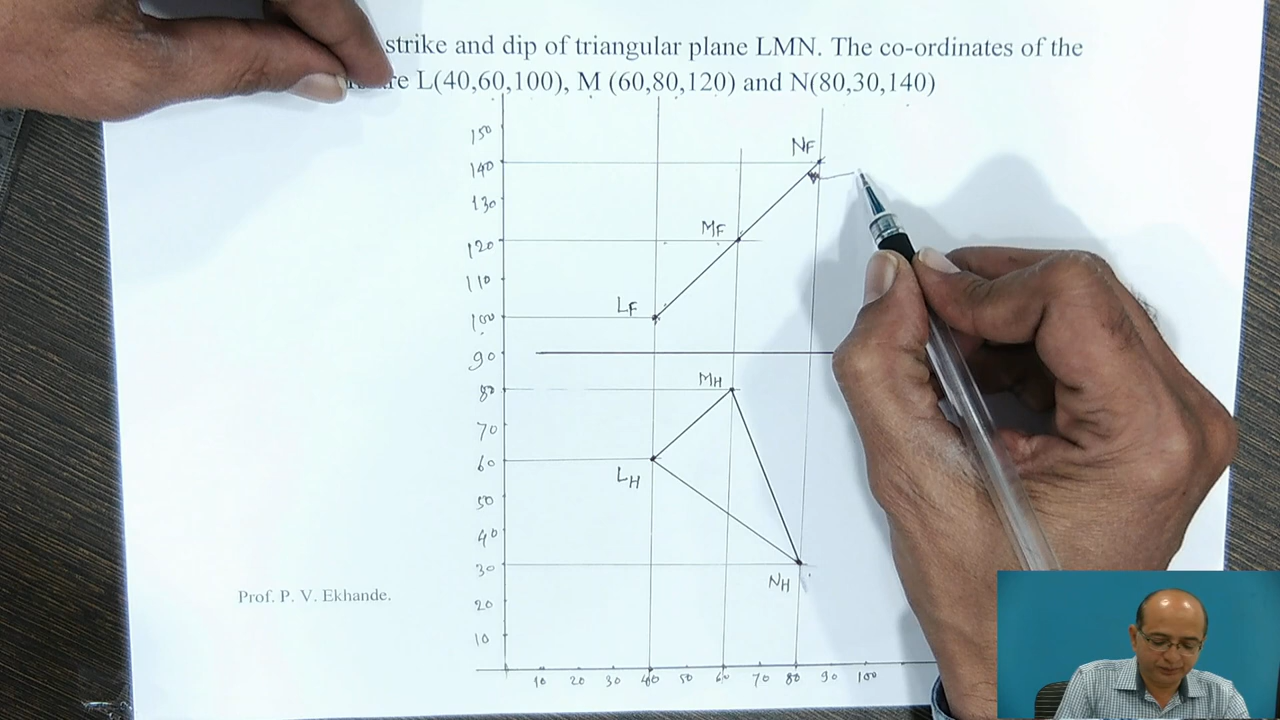 strike and dip of triangular plane LMN. The co-ordinates of the
re L(40,60,100), M (60,80,120) and N(80,30,140)
150
140
130
120
110
100
90
80
70
60
50
40
30
20
10
NF
MF
LF
MH
LH
NH
Prof. P. V. Ekhande.
10 20 30 40 50 60 70 80 90 100